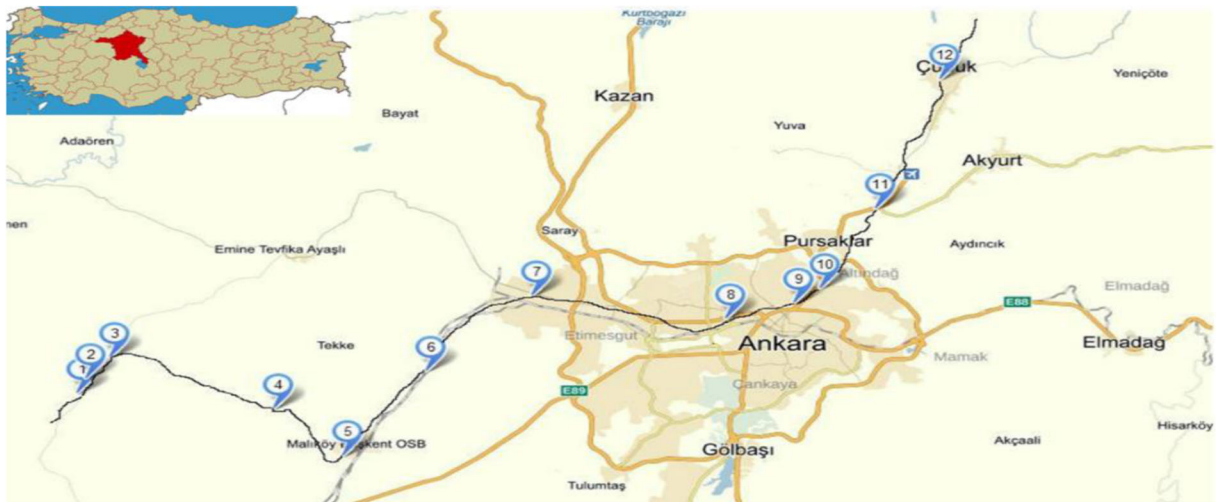 Kurtboğazı
Barajı
12
Çubuk
Yeniçöte
Kazan
Bayat
Yuva
Adaören
Akyurt
11
men
Saray
Emine Tevfika Ayaşlı
Pursaklar
Aydıncık
7
10
Altındağ
9
8
Elmadağ
E88
3
Tekke
Etimesgut
Ankara
Elmadağ
2
6
Mamak
1
4
Çankaya
E89
5
Malıköy Başkent OSB
Gölbaşı
Akçaali
Hisarköy
Tulumtaş